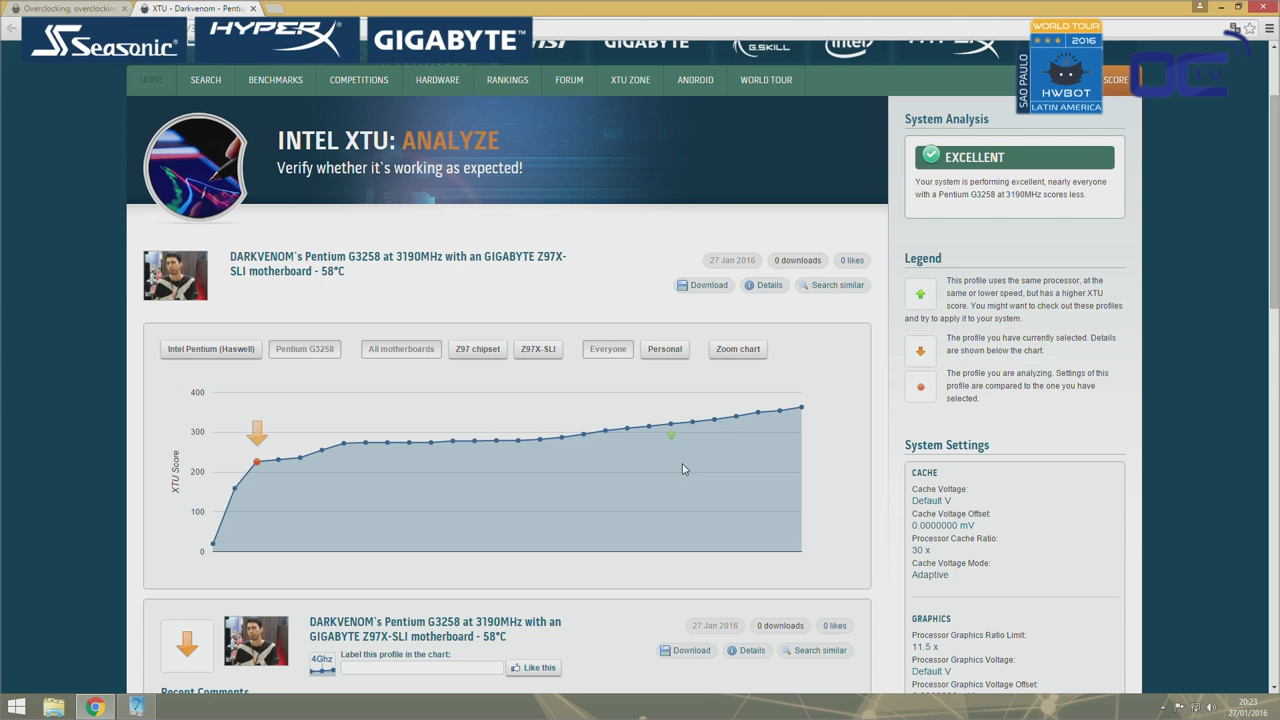 Overclocking, overclocking
XTU - Darkvenom - Pentiu
Seasonic
HYPERX
GIGABYTE
GIGABYTE
G.SKILL
intel
WORLD TOUR
2016
SAO PAULO
HWBOT
LATIN AMERICA
OC TV
HOME
SEARCH
BENCHMARKS
COMPETITIONS
HARDWARE
RANKINGS
FORUM
XTU ZONE
ANDROID
WORLD TOUR
SCORE
INTEL XTU: ANALYZE
Verify whether it`s working as expected!
DARKVENOM`s Pentium G3258 at 3190MHz with an GIGABYTE Z97X-
SLI motherboard - 58°C
27 Jan 2016
0 downloads
0 likes
Download
Details
Search similar
Intel Pentium (Haswell)
Pentium G3258
All motherboards
Z97 chipset
Z97X-SLI
Everyone
Personal
Zoom chart
XTU Score
400
300
200
100
0
DARKVENOM`s Pentium G3258 at 3190MHz with an
GIGABYTE Z97X-SLI motherboard - 58°C
27 Jan 2016
0 downloads
0 likes
Download
Details
Search similar
4Ghz
Label this profile in the chart:
Like this
Recent Comments
System Analysis
EXCELLENT
Your system is performing excellent, nearly everyone
with a Pentium G3258 at 3190MHz scores less.
Legend
This profile uses the same processor, at the
same or lower speed, but has a higher XTU
score. You might want to check out these profiles
and try to apply it to your system.
The profile you have currently selected. Details
are shown below the chart.
The profile you are analyzing. Settings of this
profile are compared to the one you have
selected.
System Settings
CACHE
Cache Voltage:
Default V
Cache Voltage Offset:
0.0000000 mV
Processor Cache Ratio:
30 x
Cache Voltage Mode:
Adaptive
GRAPHICS
Processor Graphics Ratio Limit:
11.5 x
Processor Graphics Voltage:
Default V
Processor Graphics Voltage Offset:
20:23
27/01/2016